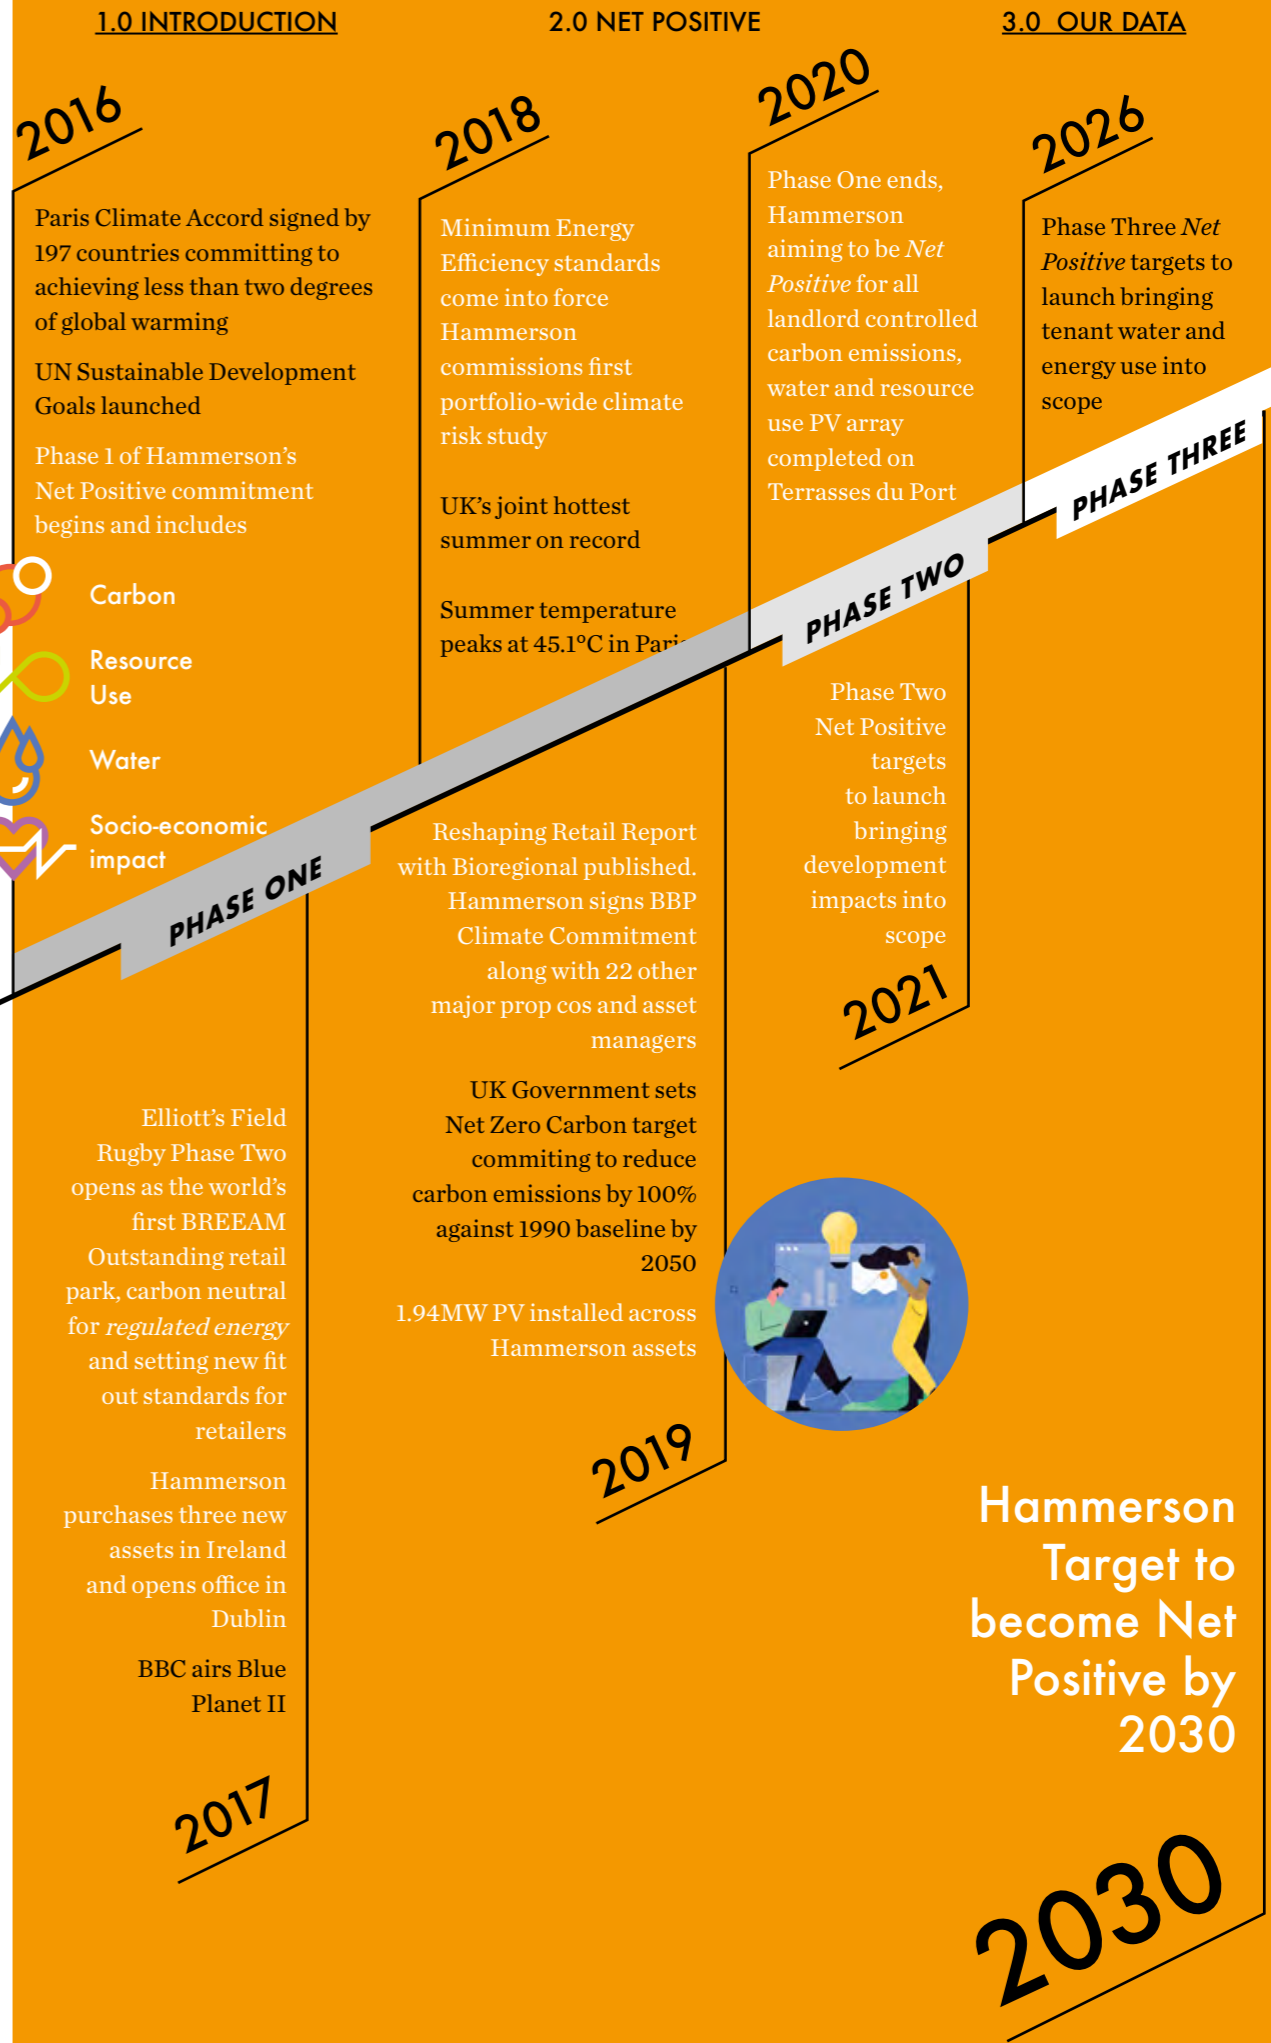 1.0 INTRODUCTION
2.0 NET POSITIVE
3.0 OUR DATA
2016
Paris Climate Accord signed by
197 countries committing to
achieving less than two degrees
of global warming
UN Sustainable Development
Goals launched
Phase 1 of Hammerson’s
Net Positive commitment
begins and includes
Carbon
Resource
Use
Water
Socio-economic
impact
2018
Minimum Energy
Efficiency standards
come into force
Hammerson
commissions first
portfolio-wide climate
risk study
UK’s joint hottest
summer on record
Summer temperature
peaks at 45.1ºC in Paris
2020
Phase One ends,
Hammerson
aiming to be Net
Positive for all
landlord controlled
carbon emissions,
water and resource
use PV array
completed on
Terrasses du Port
2026
Phase Three Net
Positive targets to
launch bringing
tenant water and
energy use into
scope
PHASE ONE
PHASE TWO
PHASE THREE
Elliott’s Field
Rugby Phase Two
opens as the world’s
first BREEAM
Outstanding retail
park, carbon neutral
for regulated energy
and setting new fit
out standards for
retailers
Hammerson
purchases three new
assets in Ireland
and opens office in
Dublin
BBC airs Blue
Planet II
2017
Reshaping Retail Report
with Bioregional published.
Hammerson signs BBP
Climate Commitment
along with 22 other
major prop cos and asset
managers
UK Government sets
Net Zero Carbon target
commiting to reduce
carbon emissions by 100%
against 1990 baseline by
2050
1.94MW PV installed across
Hammerson assets
2019
Phase Two
Net Positive
targets
to launch
bringing
development
impacts into
scope
2021
Hammerson
Target to
become Net
Positive by
2030
2030